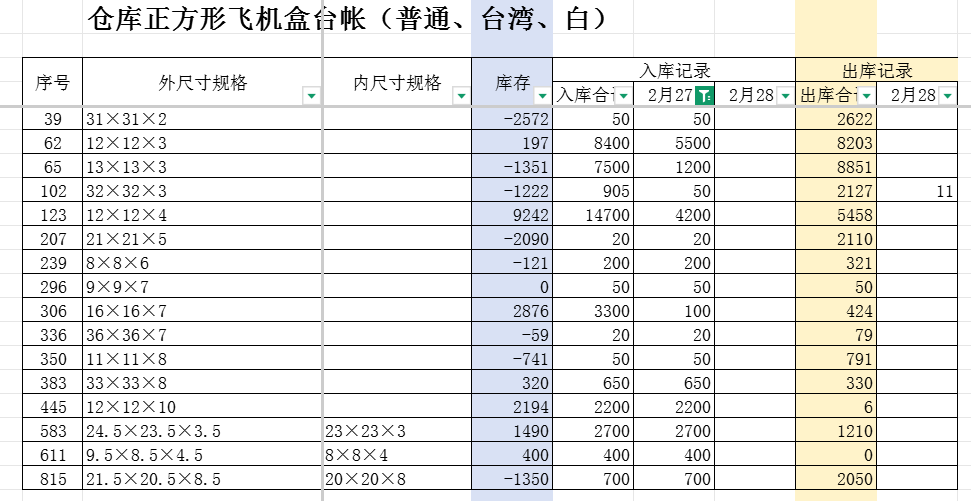 仓库正方形飞机盒台帐（普通、台湾、白）
序号 外尺寸规格 内尺寸规格 库存 入库记录 出库记录
入库合计 2月27 2月28 出库合计 2月28
39 31×31×2 -2572 50 50 2622
62 12×12×3 197 8400 5500 8203
65 13×13×3 -1351 7500 1200 8851
102 32×32×3 -1222 905 50 2127 11
123 12×12×4 9242 14700 4200 5458
207 21×21×5 -2090 20 20 2110
239 8×8×6 -121 200 200 321
296 9×9×7 0 50 50 50
306 16×16×7 2876 3300 100 424
336 36×36×7 -59 20 20 79
350 11×11×8 -741 50 50 791
383 33×33×8 320 650 650 330
445 12×12×10 2194 2200 2200 6
583 24.5×23.5×3.5 23×23×3 1490 2700 2700 1210
611 9.5×8.5×4.5 8×8×4 400 400 400 0
815 21.5×20.5×8.5 20×20×8 -1350 700 700 2050